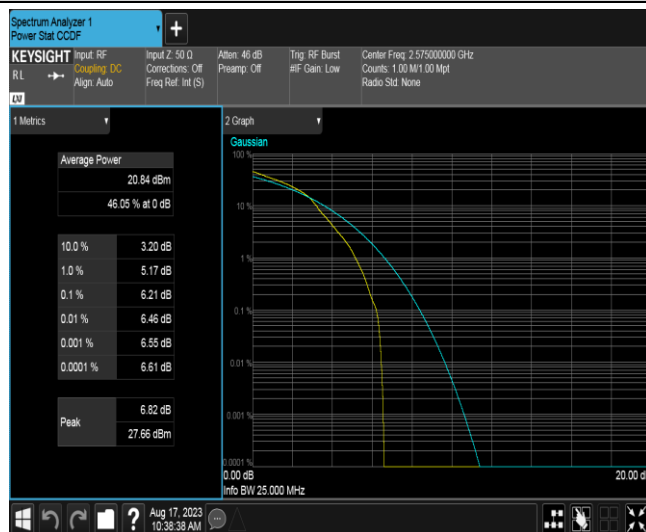 Spectrum Analyzer 1
Power Stat CCDF
+
KEYSIGHT
RL
LXI
Input: RF
Coupling: DC
Align: Auto
Input Z: 50 Ω
Corrections: Off
Freq Ref: Int (S)
Atten: 46 dB
Preamp: Off
Trig: RF Burst
#IF Gain: Low
Center Freq: 2.575000000 GHz
Counts: 1.00 M/1.00 Mpt
Radio Std: None
1 Metrics
Average Power
20.84 dBm
46.05 % at 0 dB
10.0 % 3.20 dB
1.0 % 5.17 dB
0.1 % 6.21 dB
0.01 % 6.46 dB
0.001 % 6.55 dB
0.0001 % 6.61 dB
Peak
6.82 dB
27.66 dBm
2 Graph
Gaussian
100 %
10 %
1 %
0.1 %
0.01 %
0.001 %
0.0001 %
0.00 dB
20.00 d
Info BW 25.000 MHz
?
Aug 17, 2023
10:38:38 AM